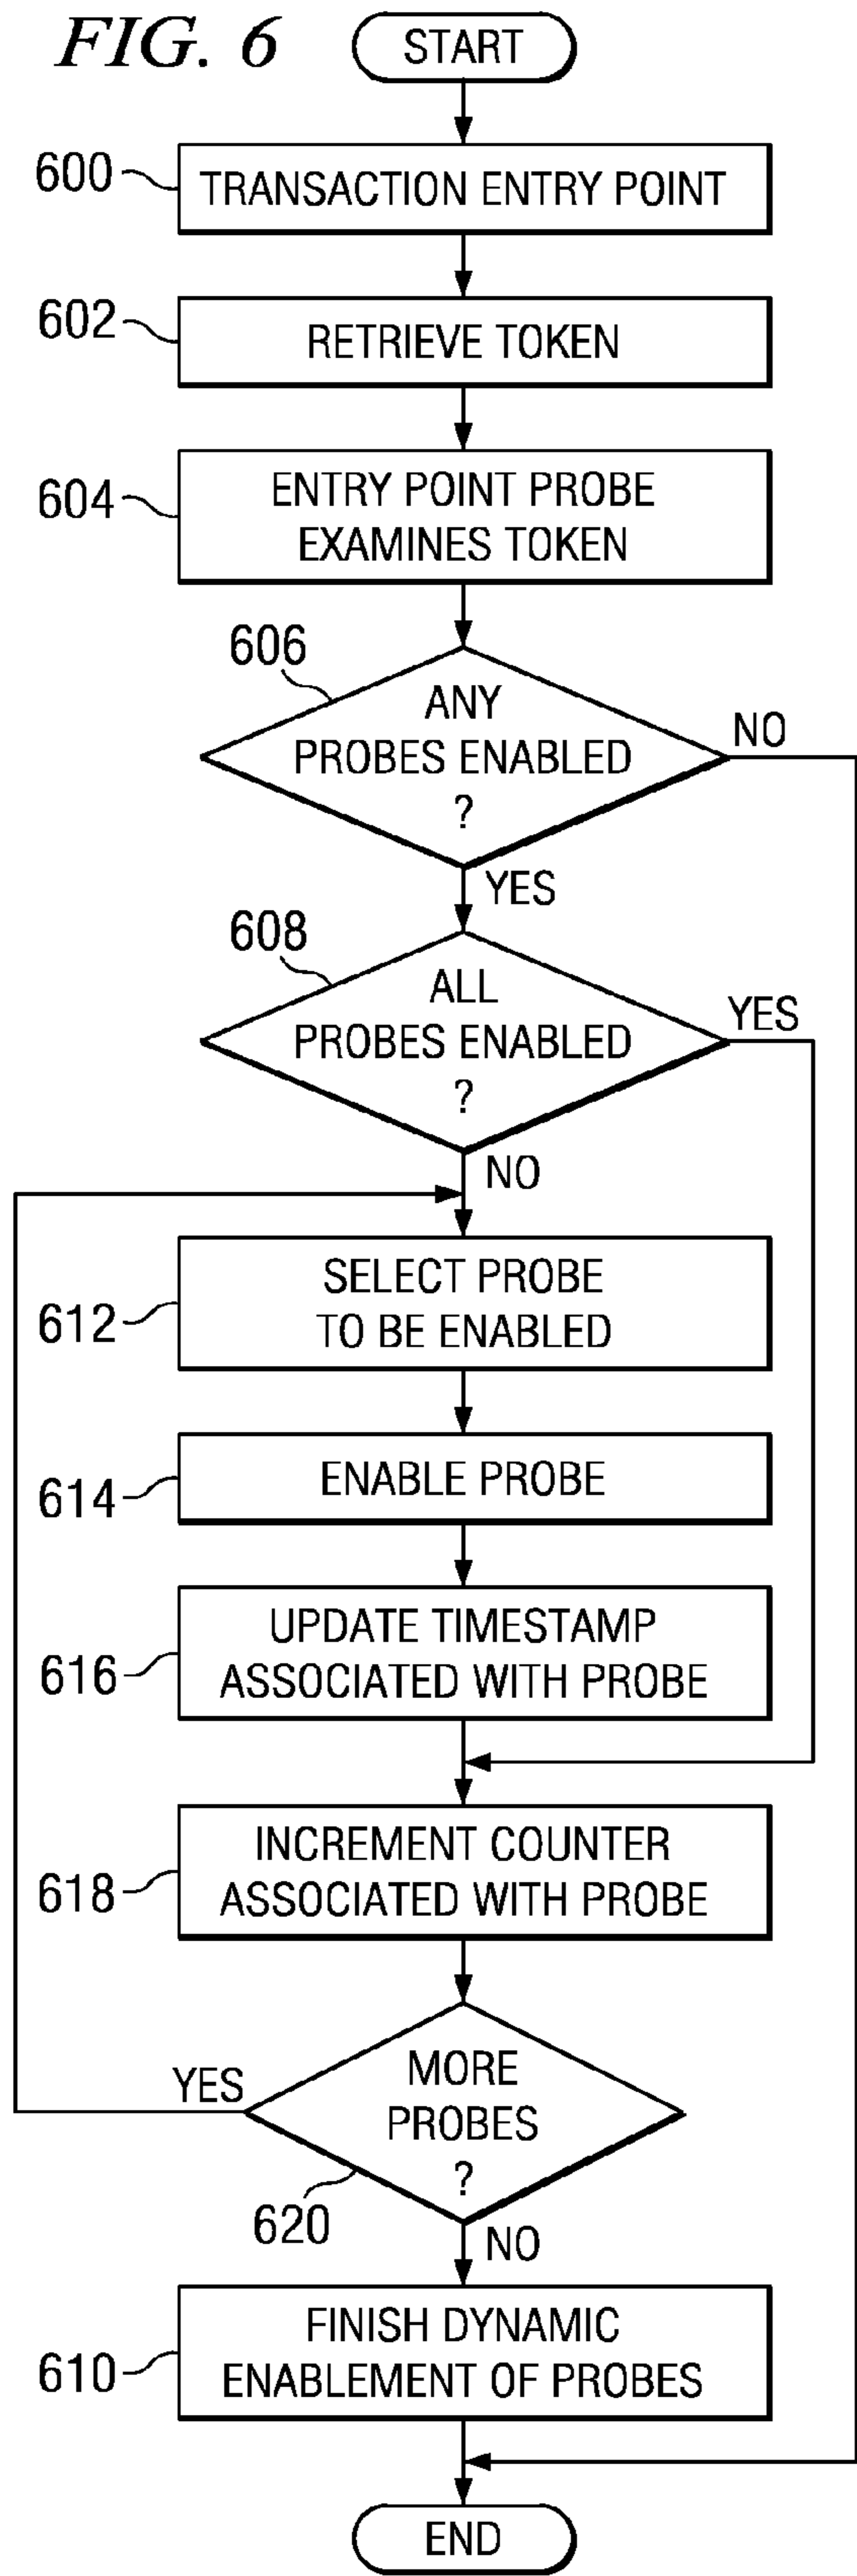 FIG. 6
START
600
TRANSACTION ENTRY POINT
602
RETRIEVE TOKEN
604
ENTRY POINT PROBE
EXAMINES TOKEN
606
ANY
PROBES ENABLED
?
NO
YES
608
ALL
PROBES ENABLED
?
YES
NO
612
SELECT PROBE
TO BE ENABLED
614
ENABLE PROBE
616
UPDATE TIMESTAMP
ASSOCIATED WITH PROBE
618
INCREMENT COUNTER
ASSOCIATED WITH PROBE
YES
MORE
PROBES
?
620
NO
610
FINISH DYNAMIC
ENABLEMENT OF PROBES
END